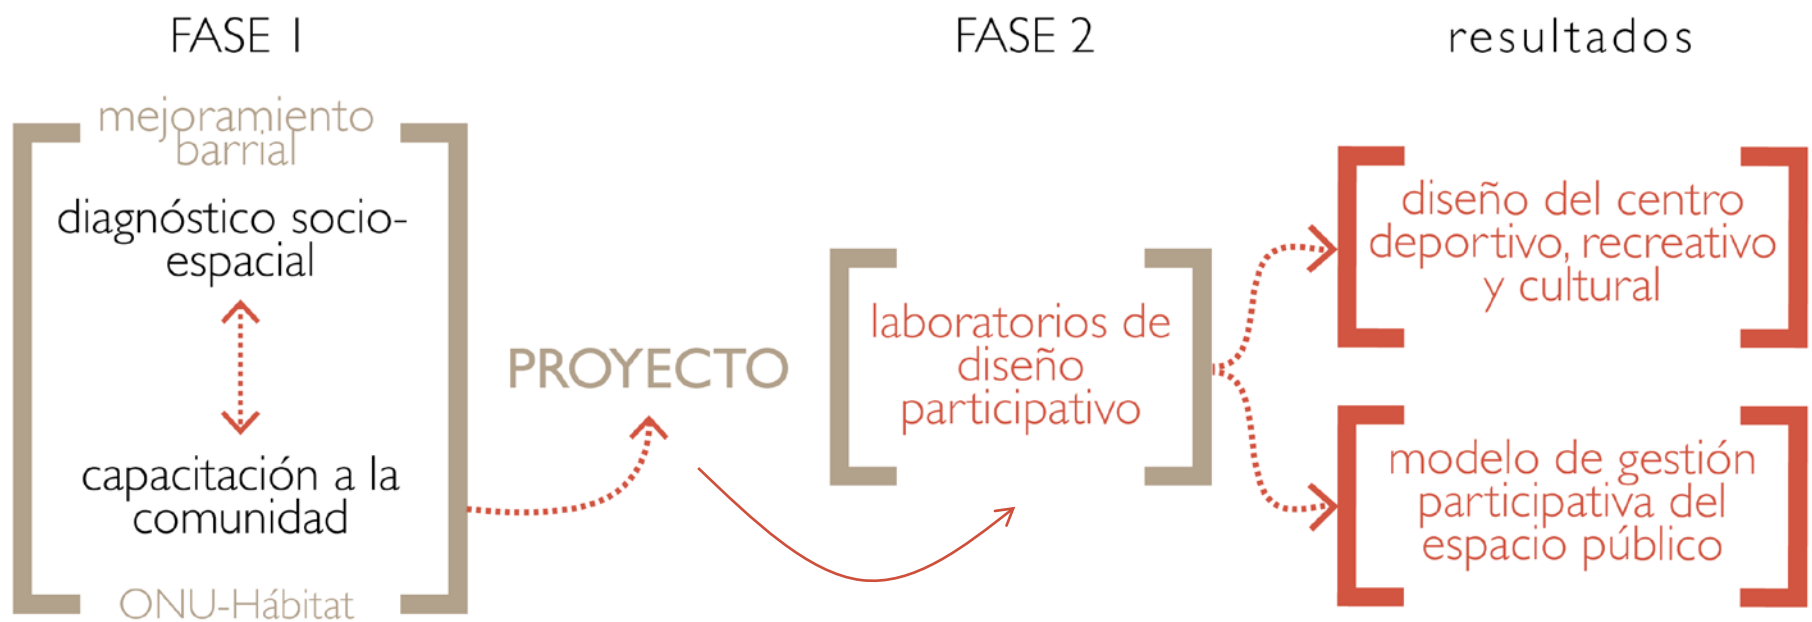 FASE 1
mejoramiento
barrial
diagnóstico socio-
espacial
capacitación a la
comunidad
ONU-Hábitat
PROYECTO
FASE 2
laboratorios de
diseño
participativo
resultados
diseño del centro
deportivo, recreativo
y cultural
modelo de gestión
participativa del
espacio público